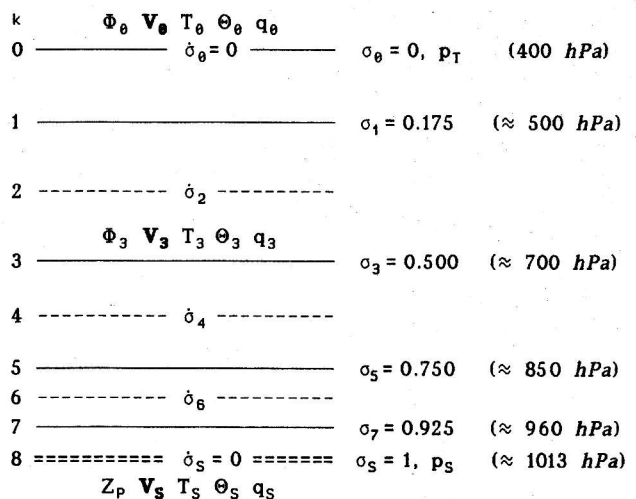 k
Φ₀ V₀ T₀ Θ₀ q₀
0 σ̇₀ = 0 σ₀ = 0, p_T (400 hPa)
1 σ₁ = 0.175 (≈ 500 hPa)
2 σ̇₂
Φ₃ V₃ T₃ Θ₃ q₃
3 σ₃ = 0.500 (≈ 700 hPa)
4 σ̇₄
5 σ₅ = 0.750 (≈ 850 hPa)
6 σ̇₆
7 σ₇ = 0.925 (≈ 960 hPa)
8 σ̇_S = 0 σ_S = 1, p_S (≈ 1013 hPa)
Z_P V_S T_S Θ_S q_S